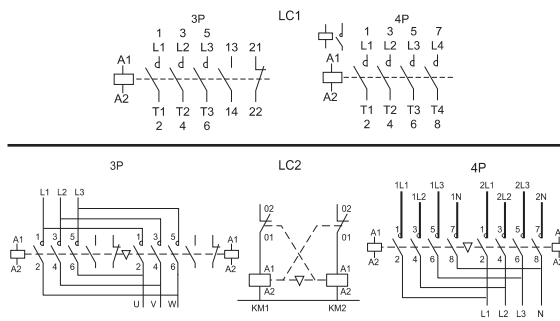 LC1
3P
1 3 5
L1 L2 L3 13 21
A1
A2
T1 T2 T3 14 22
2 4 6
4P
1 3 5 7
L1 L2 L3 L4
A1
A2
T1 T2 T3 T4
2 4 6 8
LC2
3P
L1 L2 L3
A1 1 3 5 1 3 5 A1
A2 2 4 6 2 4 6 A2
U V W
02 02
01 01
A1 A1
A2 A2
KM1 KM2
4P
1L1 1L3 2L1 2L3
1L2 1N 2L2 2N
A1 1 3 5 7 1 3 5 7 A1
A2 2 4 6 8 2 4 6 8 A2
L1 L2 L3 N